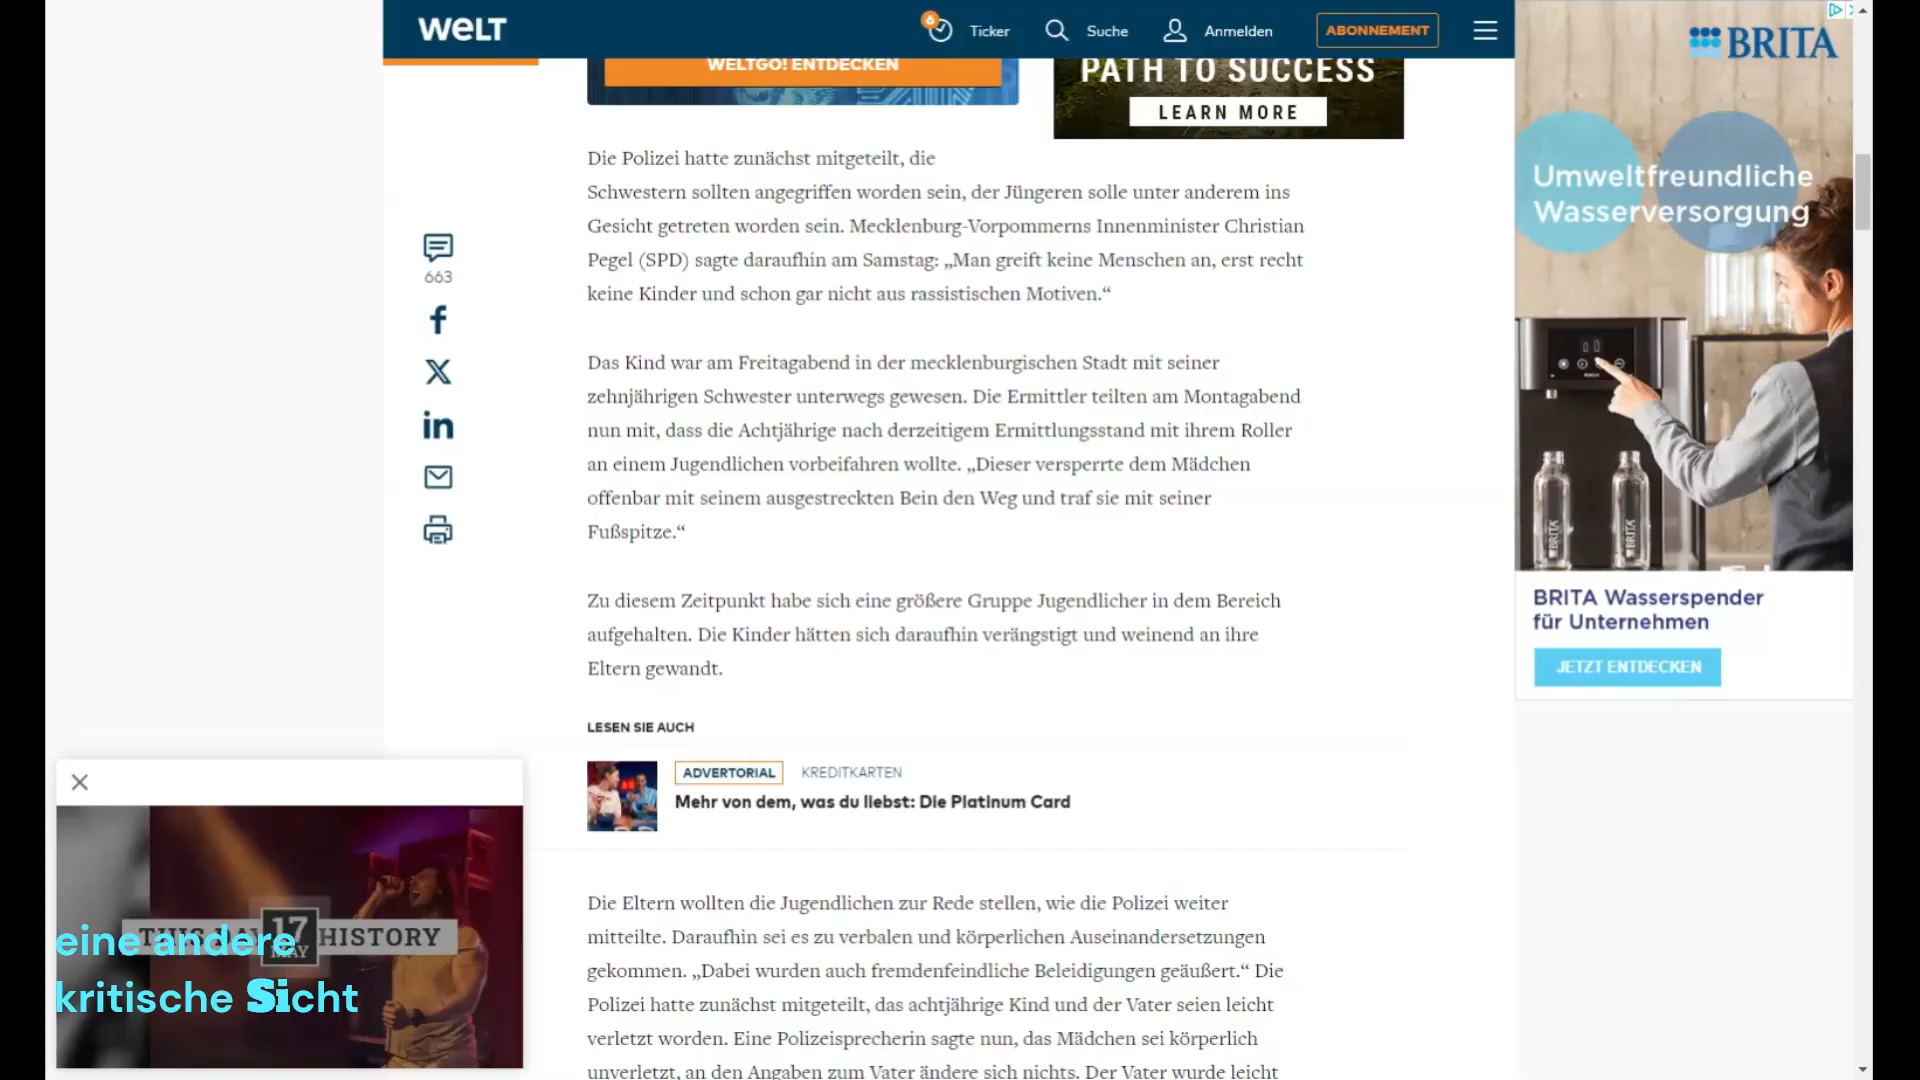 WELT
6
Ticker
Suche
Anmelden
ABONNEMENT
WELTGO! ENTDECKEN
PATH TO SUCCESS
LEARN MORE
Die Polizei hatte zunächst mitgeteilt, die
Schwestern sollten angegriffen worden sein, der Jüngeren solle unter anderem ins
Gesicht getreten worden sein. Mecklenburg-Vorpommerns Innenminister Christian
Pegel (SPD) sagte daraufhin am Samstag: „Man greift keine Menschen an, erst recht
keine Kinder und schon gar nicht aus rassistischen Motiven.“
663
Das Kind war am Freitagabend in der mecklenburgischen Stadt mit seiner
zehnjährigen Schwester unterwegs gewesen. Die Ermittler teilten am Montagabend
nun mit, dass die Achtjährige nach derzeitigem Ermittlungsstand mit ihrem Roller
an einem Jugendlichen vorbeifahren wollte. „Dieser versperrte dem Mädchen
offenbar mit seinem ausgestreckten Bein den Weg und traf sie mit seiner
Fußspitze.“
Zu diesem Zeitpunkt habe sich eine größere Gruppe Jugendlicher in dem Bereich
aufgehalten. Die Kinder hätten sich daraufhin verängstigt und weinend an ihre
Eltern gewandt.
LESEN SIE AUCH
ADVERTORIAL
KREDITKARTEN
Mehr von dem, was du liebst: Die Platinum Card
Die Eltern wollten die Jugendlichen zur Rede stellen, wie die Polizei weiter
mitteilte. Daraufhin sei es zu verbalen und körperlichen Auseinandersetzungen
gekommen. „Dabei wurden auch fremdenfeindliche Beleidigungen geäußert.“ Die
Polizei hatte zunächst mitgeteilt, das achtjährige Kind und der Vater seien leicht
verletzt worden. Eine Polizeisprecherin sagte nun, das Mädchen sei körperlich
unverletzt, an den Angaben zum Vater ändere sich nichts. Der Vater wurde leicht
BRITA
Umweltfreundliche
Wasserversorgung
BRITA
BRITA
BRITA Wasserspender
für Unternehmen
JETZT ENTDECKEN
17
MAY
HISTORY
eine andere
kritische Sicht